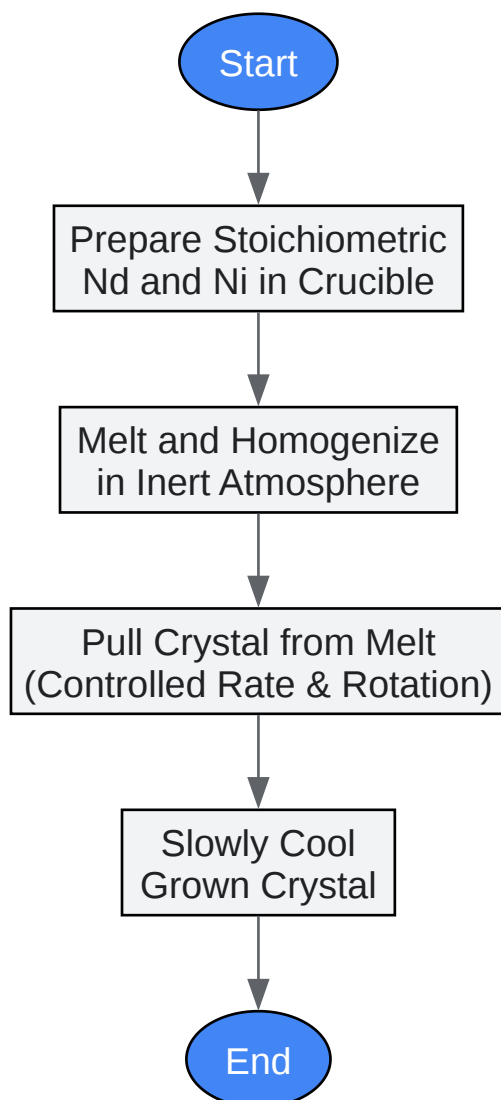 Start
Prepare Stoichiometric
Nd and Ni in Crucible
Melt and Homogenize
in Inert Atmosphere
Pull Crystal from Melt
(Controlled Rate & Rotation)
Slowly Cool
Grown Crystal
End